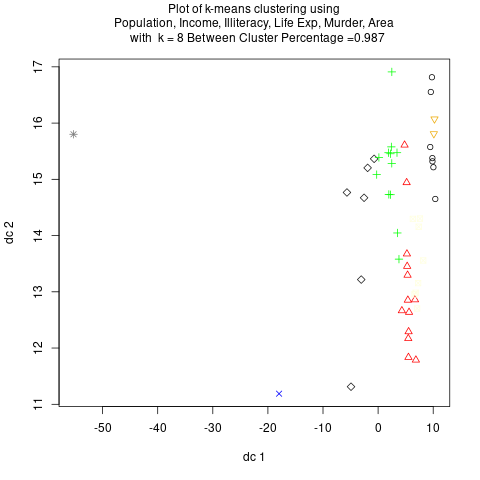 Plot of k-means clustering using
Population, Income, Illiteracy, Life Exp, Murder, Area
with k = 8 Between Cluster Percentage =0.987
17
16
15
14
13
12
11
dc 2
-50 -40 -30 -20 -10 0 10
dc 1